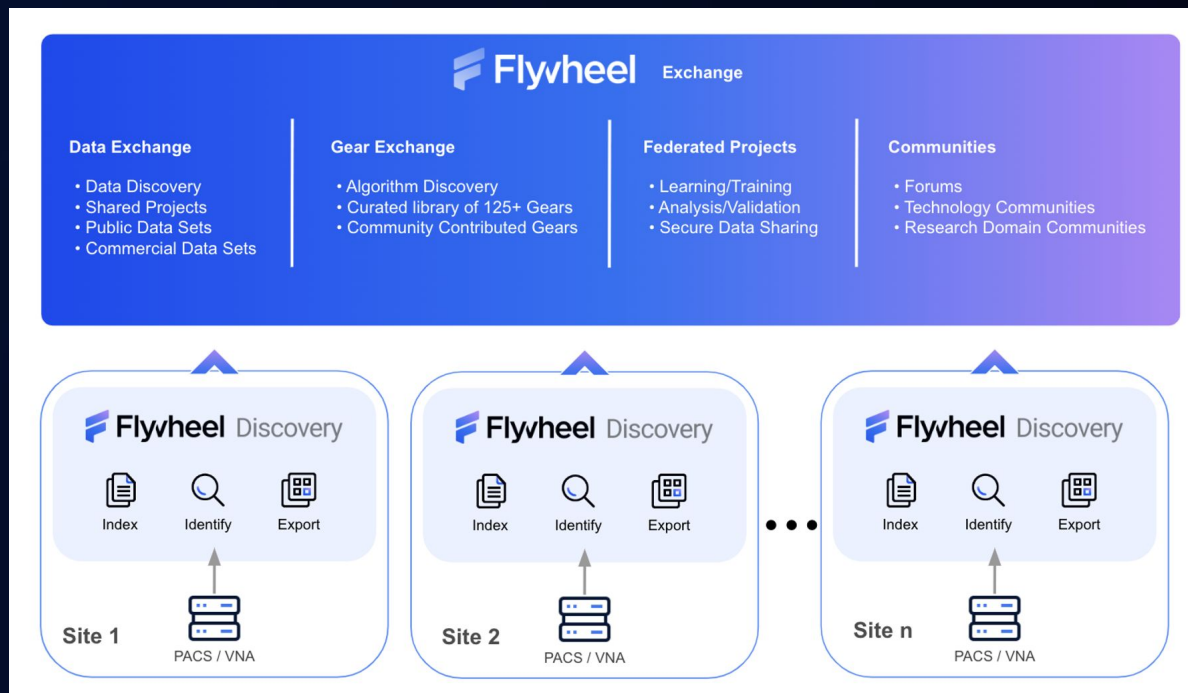 Flywheel Exchange
Data Exchange
• Data Discovery
• Shared Projects
• Public Data Sets
• Commercial Data Sets
Gear Exchange
• Algorithm Discovery
• Curated library of 125+ Gears
• Community Contributed Gears
Federated Projects
• Learning/Training
• Analysis/Validation
• Secure Data Sharing
Communities
• Forums
• Technology Communities
• Research Domain Communities
Flywheel Discovery
Index Identify Export
Site 1
PACS / VNA
Flywheel Discovery
Index Identify Export
Site 2
PACS / VNA
Flywheel Discovery
Index Identify Export
Site n
PACS / VNA